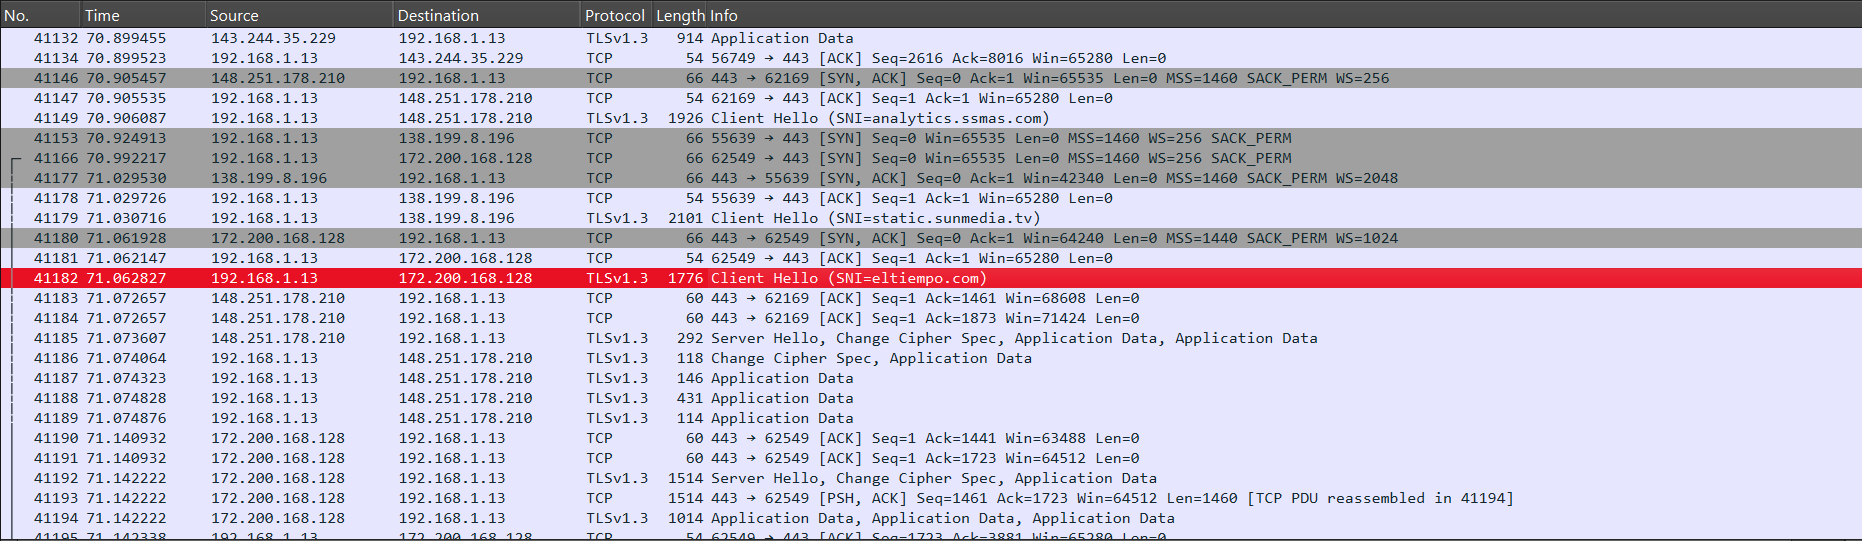 No. Time Source Destination Protocol Length Info
41132 70.899455 143.244.35.229 192.168.1.13 TLSv1.3 914 Application Data
41134 70.899523 192.168.1.13 143.244.35.229 TCP 54 56749 → 443 [ACK] Seq=2616 Ack=8016 Win=65280 Len=0
41146 70.905457 148.251.178.210 192.168.1.13 TCP 66 443 → 62169 [SYN, ACK] Seq=0 Ack=1 Win=65535 Len=0 MSS=1460 SACK_PERM WS=256
41147 70.905535 192.168.1.13 148.251.178.210 TCP 54 62169 → 443 [ACK] Seq=1 Ack=1 Win=65280 Len=0
41149 70.906087 192.168.1.13 148.251.178.210 TLSv1.3 1926 Client Hello (SNI=analytics.ssmas.com)
41153 70.924913 192.168.1.13 138.199.8.196 TCP 66 55639 → 443 [SYN] Seq=0 Win=65535 Len=0 MSS=1460 WS=256 SACK_PERM
41166 70.992217 192.168.1.13 172.200.168.128 TCP 66 62549 → 443 [SYN] Seq=0 Win=65535 Len=0 MSS=1460 WS=256 SACK_PERM
41177 71.029530 138.199.8.196 192.168.1.13 TCP 66 443 → 55639 [SYN, ACK] Seq=0 Ack=1 Win=42340 Len=0 MSS=1460 SACK_PERM WS=2048
41178 71.029726 192.168.1.13 138.199.8.196 TCP 54 55639 → 443 [ACK] Seq=1 Ack=1 Win=65280 Len=0
41179 71.030716 192.168.1.13 138.199.8.196 TLSv1.3 2101 Client Hello (SNI=static.sunmedia.tv)
41180 71.061928 172.200.168.128 192.168.1.13 TCP 66 443 → 62549 [SYN, ACK] Seq=0 Ack=1 Win=64240 Len=0 MSS=1440 SACK_PERM WS=1024
41181 71.062147 192.168.1.13 172.200.168.128 TCP 54 62549 → 443 [ACK] Seq=1 Ack=1 Win=65280 Len=0
41182 71.062827 192.168.1.13 172.200.168.128 TLSv1.3 1776 Client Hello (SNI=eltiempo.com)
41183 71.072657 148.251.178.210 192.168.1.13 TCP 60 443 → 62169 [ACK] Seq=1 Ack=1461 Win=68608 Len=0
41184 71.072657 148.251.178.210 192.168.1.13 TCP 60 443 → 62169 [ACK] Seq=1 Ack=1873 Win=71424 Len=0
41185 71.073607 148.251.178.210 192.168.1.13 TLSv1.3 292 Server Hello, Change Cipher Spec, Application Data, Application Data
41186 71.074064 192.168.1.13 148.251.178.210 TLSv1.3 118 Change Cipher Spec, Application Data
41187 71.074323 192.168.1.13 148.251.178.210 TLSv1.3 146 Application Data
41188 71.074828 192.168.1.13 148.251.178.210 TLSv1.3 431 Application Data
41189 71.074876 192.168.1.13 148.251.178.210 TLSv1.3 114 Application Data
41190 71.140932 172.200.168.128 192.168.1.13 TCP 60 443 → 62549 [ACK] Seq=1 Ack=1441 Win=63488 Len=0
41191 71.140932 172.200.168.128 192.168.1.13 TCP 60 443 → 62549 [ACK] Seq=1 Ack=1723 Win=64512 Len=0
41192 71.142222 172.200.168.128 192.168.1.13 TLSv1.3 1514 Server Hello, Change Cipher Spec, Application Data
41193 71.142222 172.200.168.128 192.168.1.13 TCP 1514 443 → 62549 [PSH, ACK] Seq=1461 Ack=1723 Win=64512 Len=1460 [TCP PDU reassembled in 41194]
41194 71.142222 172.200.168.128 192.168.1.13 TLSv1.3 1014 Application Data, Application Data, Application Data
41195 71.142338 192.168.1.13 172.200.168.128 TCP 54 62549 → 443 [ACK] Seq=1723 Ack=3881 Win=65280 Len=0